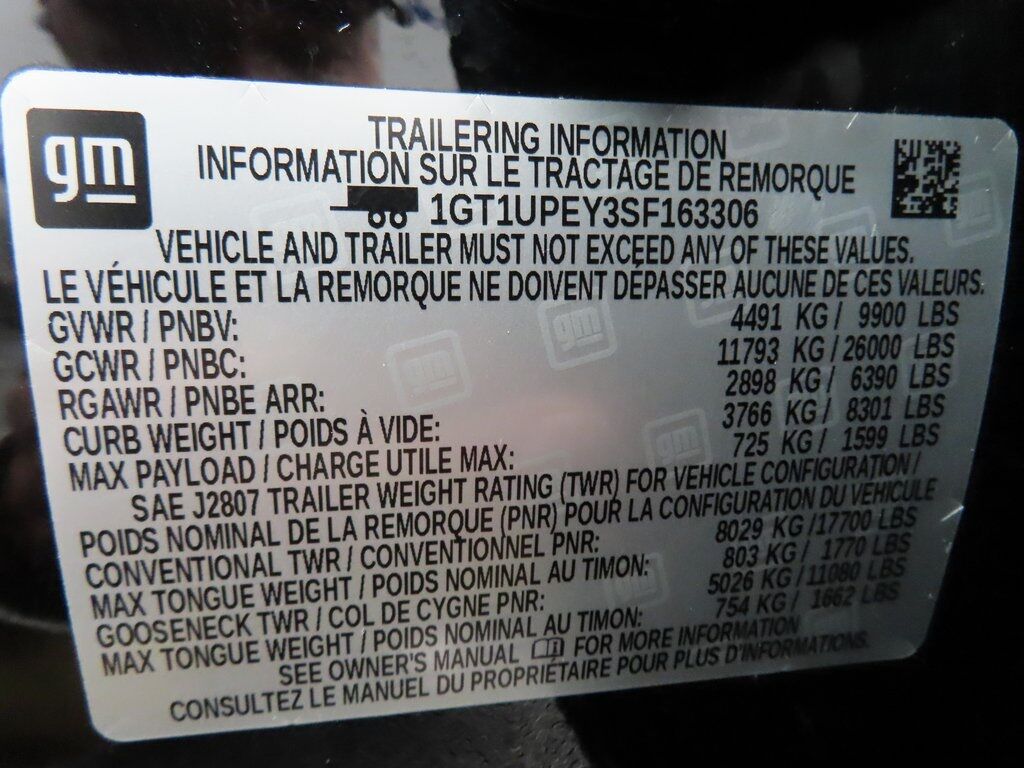 gm
TRAILERING INFORMATION
INFORMATION SUR LE TRACTAGE DE REMORQUE
1GT1UPEY3SF163306
VEHICLE AND TRAILER MUST NOT EXCEED ANY OF THESE VALUES.
LE VÉHICULE ET LA REMORQUE NE DOIVENT DÉPASSER AUCUNE DE CES VALEURS.
GVWR / PNBV: 4491 KG / 9900 LBS
GCWR / PNBC: 11793 KG / 26000 LBS
RGAWR / PNBE ARR: 2898 KG / 6390 LBS
CURB WEIGHT / POIDS À VIDE: 3766 KG / 8301 LBS
MAX PAYLOAD / CHARGE UTILE MAX: 725 KG / 1599 LBS
SAE J2807 TRAILER WEIGHT RATING (TWR) FOR VEHICLE CONFIGURATION /
POIDS NOMINAL DE LA REMORQUE (PNR) POUR LA CONFIGURATION DU VÉHICULE
CONVENTIONAL TWR / CONVENTIONNEL PNR: 8029 KG/17700 LBS
MAX TONGUE WEIGHT / POIDS NOMINAL AU TIMON: 803 KG / 1770 LBS
GOOSENECK TWR / COL DE CYGNE PNR: 5026 KG/11080 LBS
MAX TONGUE WEIGHT / POIDS NOMINAL AU TIMON: 754 KG / 1662 LBS
SEE OWNER'S MANUAL FOR MORE INFORMATION
CONSULTEZ LE MANUEL DU PROPRIÉTAIRE POUR PLUS D'INFORMATIONS.